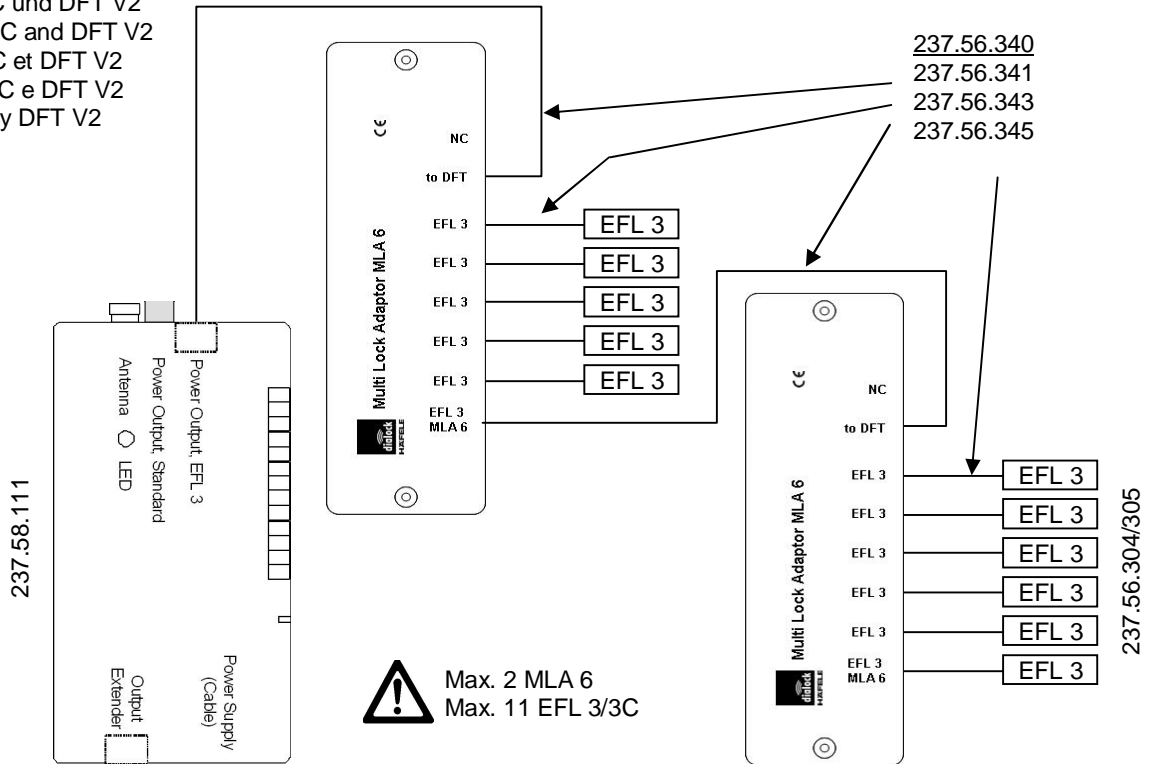 C und DFT V2
C and DFT V2
C et DFT V2
C e DFT V2
y DFT V2
237.56.340
237.56.341
237.56.343
237.56.345
CE
NC
to DFT
EFL 3
EFL 3
EFL 3
EFL 3
EFL 3
EFL 3
MLA 6
Multi Lock Adaptor MLA 6
dialock
HÄFELE
EFL 3
EFL 3
EFL 3
EFL 3
EFL 3
237.58.111
Antenna
LED
Power Output, Standard
Power Output, EFL 3
Output
Extender
Power Supply
(Cable)
Max. 2 MLA 6
Max. 11 EFL 3/3C
CE
NC
to DFT
EFL 3
EFL 3
EFL 3
EFL 3
EFL 3
EFL 3
MLA 6
Multi Lock Adaptor MLA 6
dialock
HÄFELE
EFL 3
EFL 3
EFL 3
EFL 3
EFL 3
EFL 3
237.56.304/305